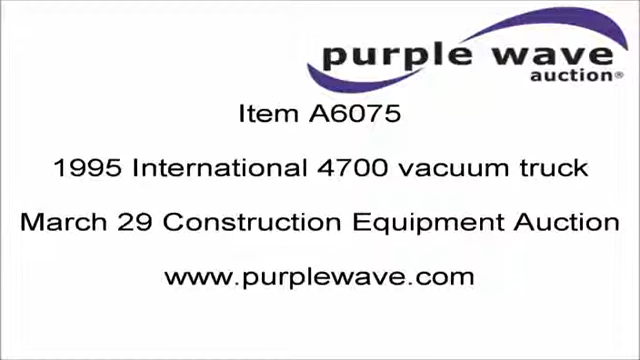 purple wave
auction®
Item A6075
1995 International 4700 vacuum truck
March 29 Construction Equipment Auction
www.purplewave.com